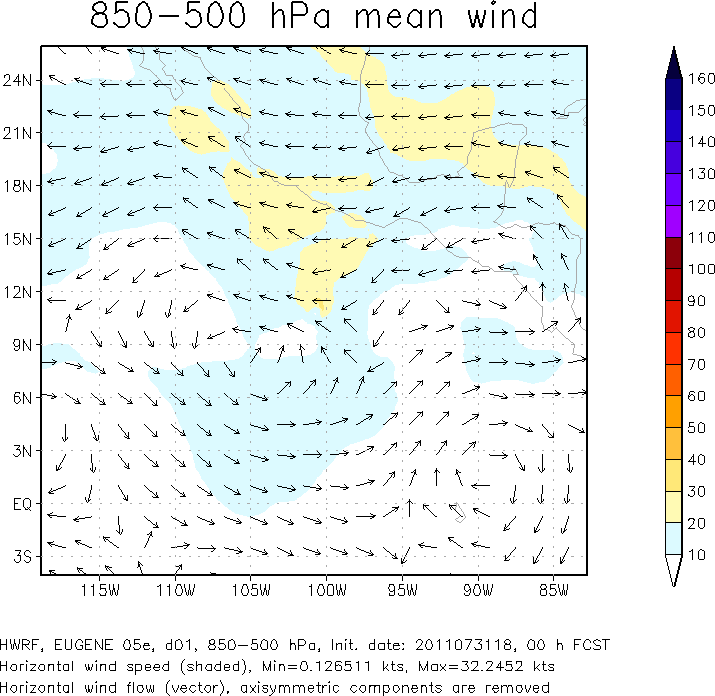 850-500 hPa mean wind
24N
21N
18N
15N
12N
9N
6N
3N
EQ
3S
115W 110W 105W 100W 95W 90W 85W
160
150
140
130
120
110
100
90
80
70
60
50
40
30
20
10
HWRF, EUGENE 05e, d01, 850-500 hPa, Init. date: 2011073118, 00 h FCST
Horizontal wind speed (shaded), Min=0.126511 kts, Max=32.2452 kts
Horizontal wind flow (vector), axisymmetric components are removed